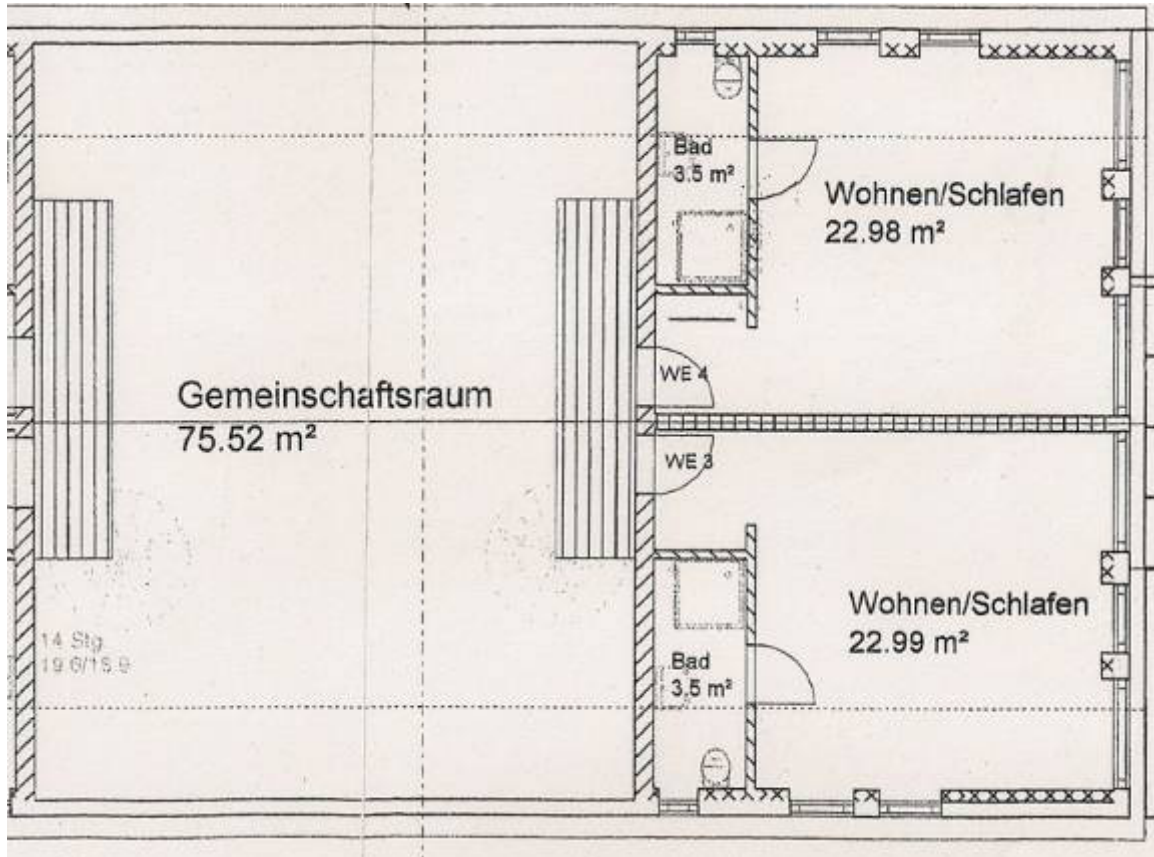 Bad
3.5 m²
Wohnen/Schlafen
22.98 m²
WE 4
Gemeinschaftsraum
75.52 m²
WE 3
Wohnen/Schlafen
22.99 m²
14 Stg
Bad
3.5 m²